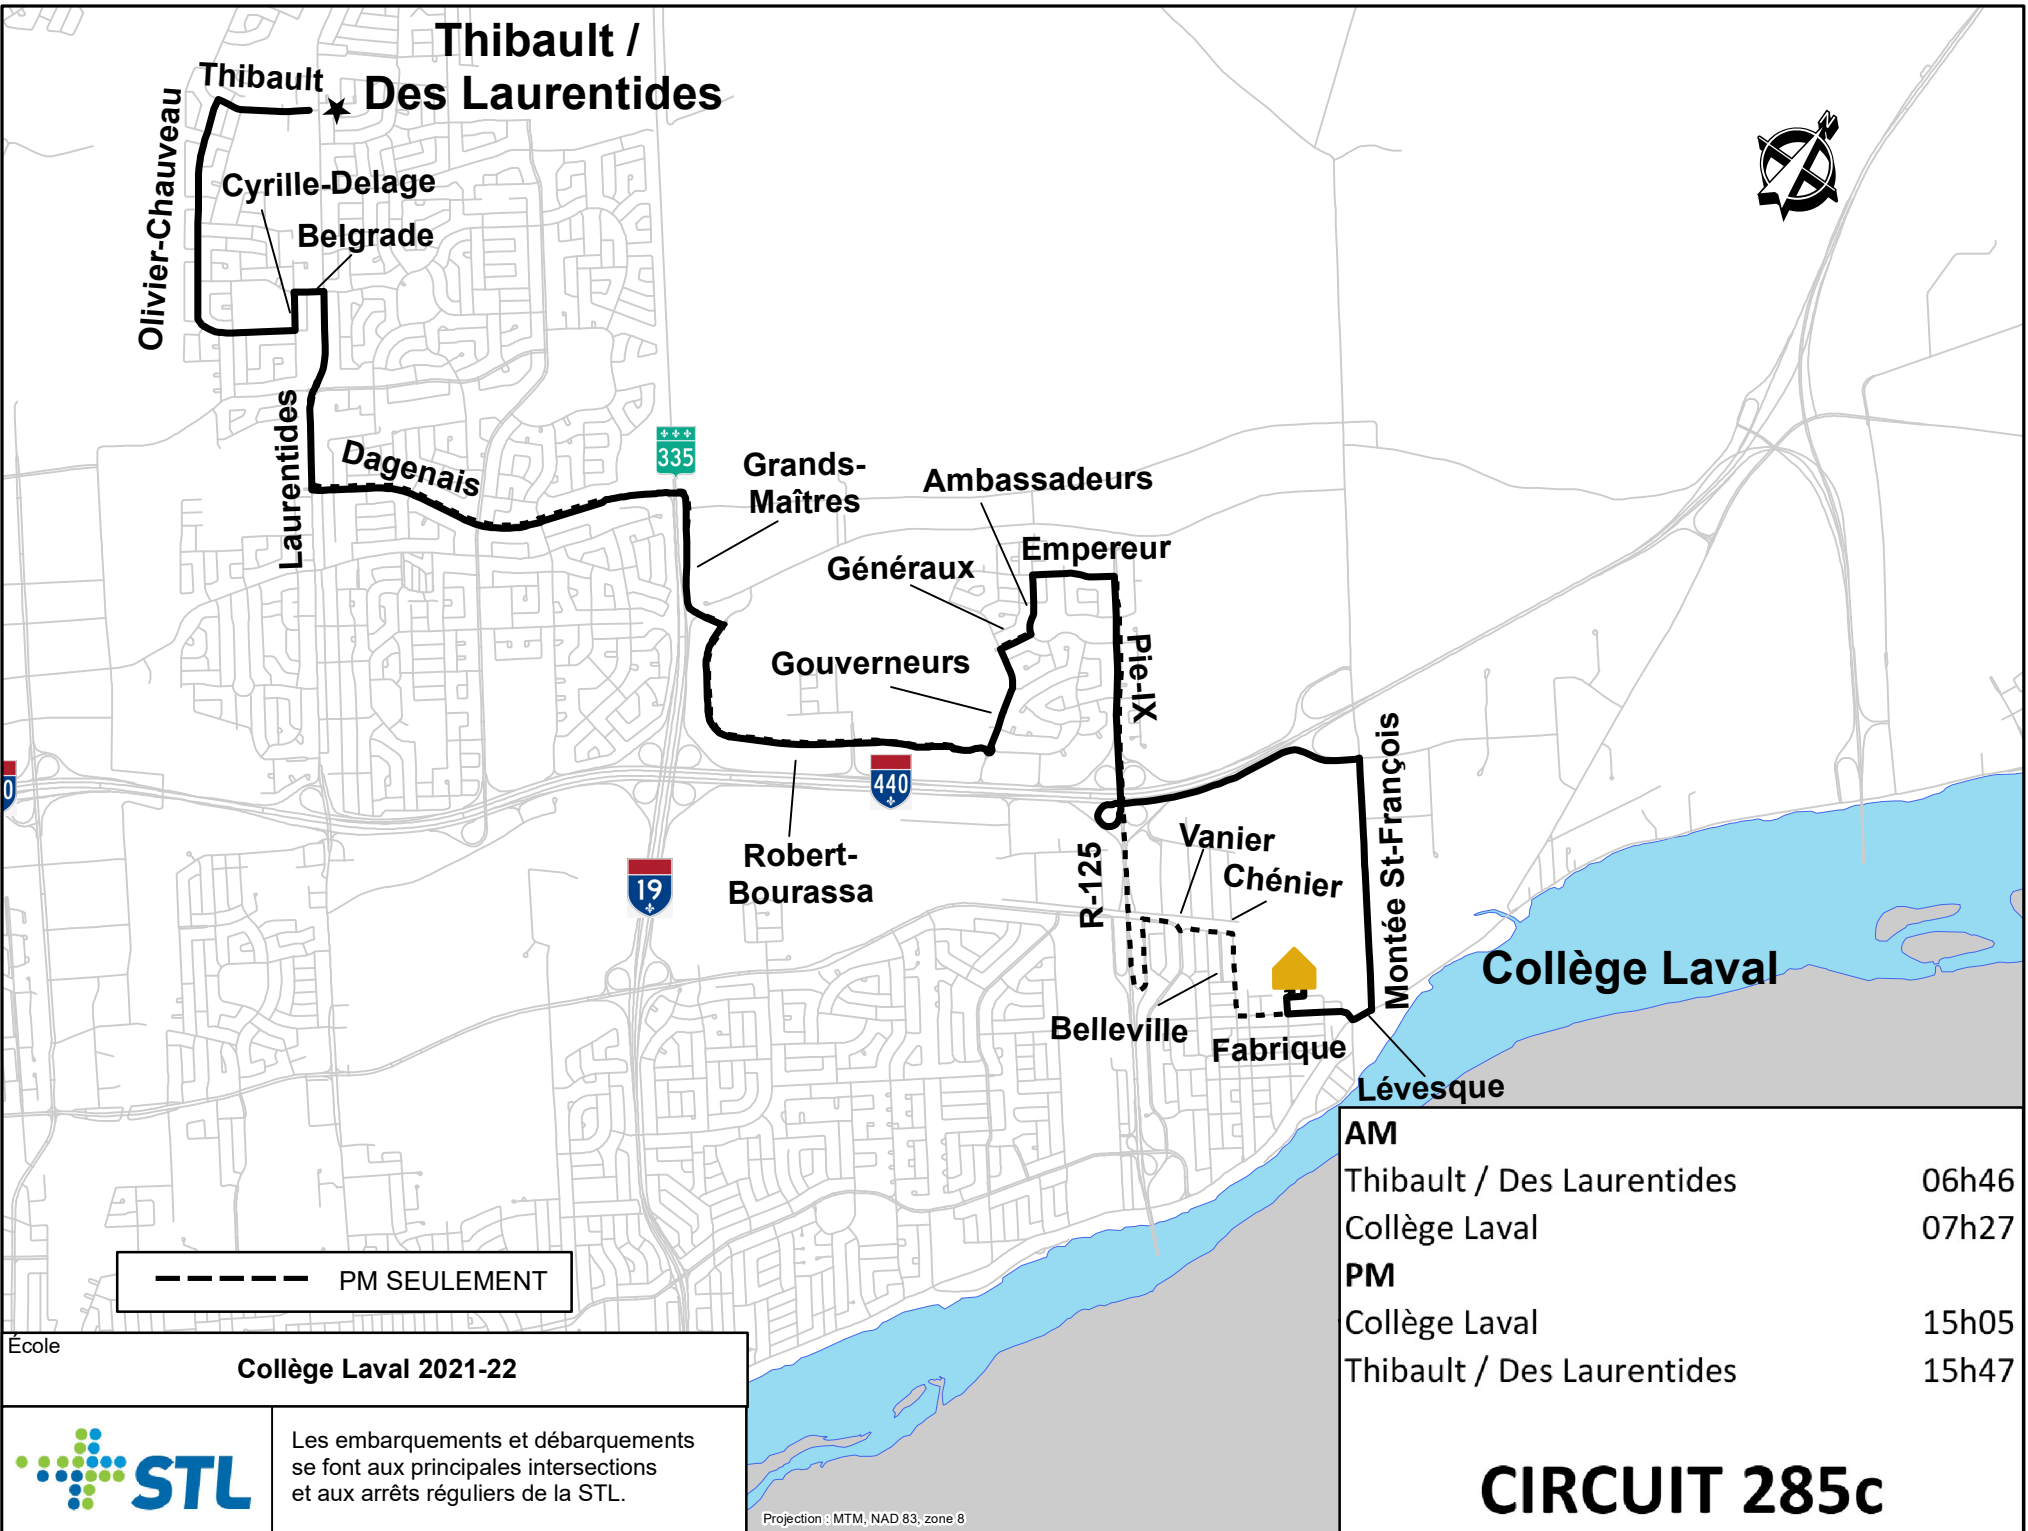 Thibault /
Des Laurentides
Thibault
Olivier-Chauveau
Cyrille-Delage
Belgrade
N
Laurentides
Dagenais
335
Grands-
Maîtres
Ambassadeurs
Empereur
Généraux
Gouverneurs
Pie-IX
440
0
Robert-
Bourassa
19
R-125
Vanier
Chénier
Montée St-François
Collège Laval
Belleville
Fabrique
Lévesque
AM
Thibault / Des Laurentides 06h46
Collège Laval 07h27
PM
Collège Laval 15h05
Thibault / Des Laurentides 15h47
CIRCUIT 285c
PM SEULEMENT
École
Collège Laval 2021-22
STL
Les embarquements et débarquements
se font aux principales intersections
et aux arrêts réguliers de la STL.
Projection : MTM, NAD 83, zone 8